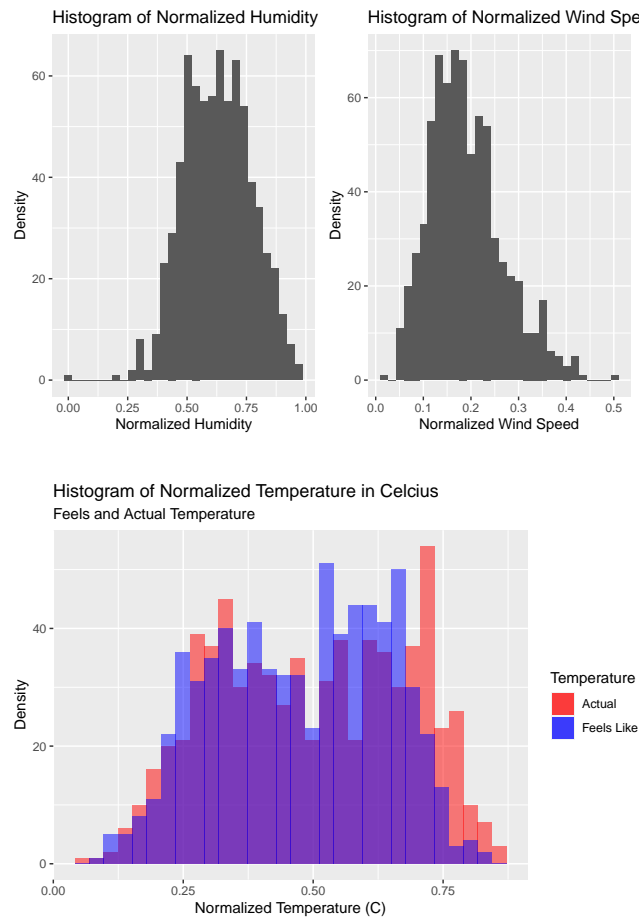 Histogram of Normalized Humidity
Density
60
40
20
0
0.00 0.25 0.50 0.75 1.00
Normalized Humidity
Histogram of Normalized Wind Spe
Density
60
40
20
0
0.0 0.1 0.2 0.3 0.4 0.5
Normalized Wind Speed
Histogram of Normalized Temperature in Celcius
Feels and Actual Temperature
Density
40
20
0
0.00 0.25 0.50 0.75
Normalized Temperature (C)
Temperature
Actual
Feels Like